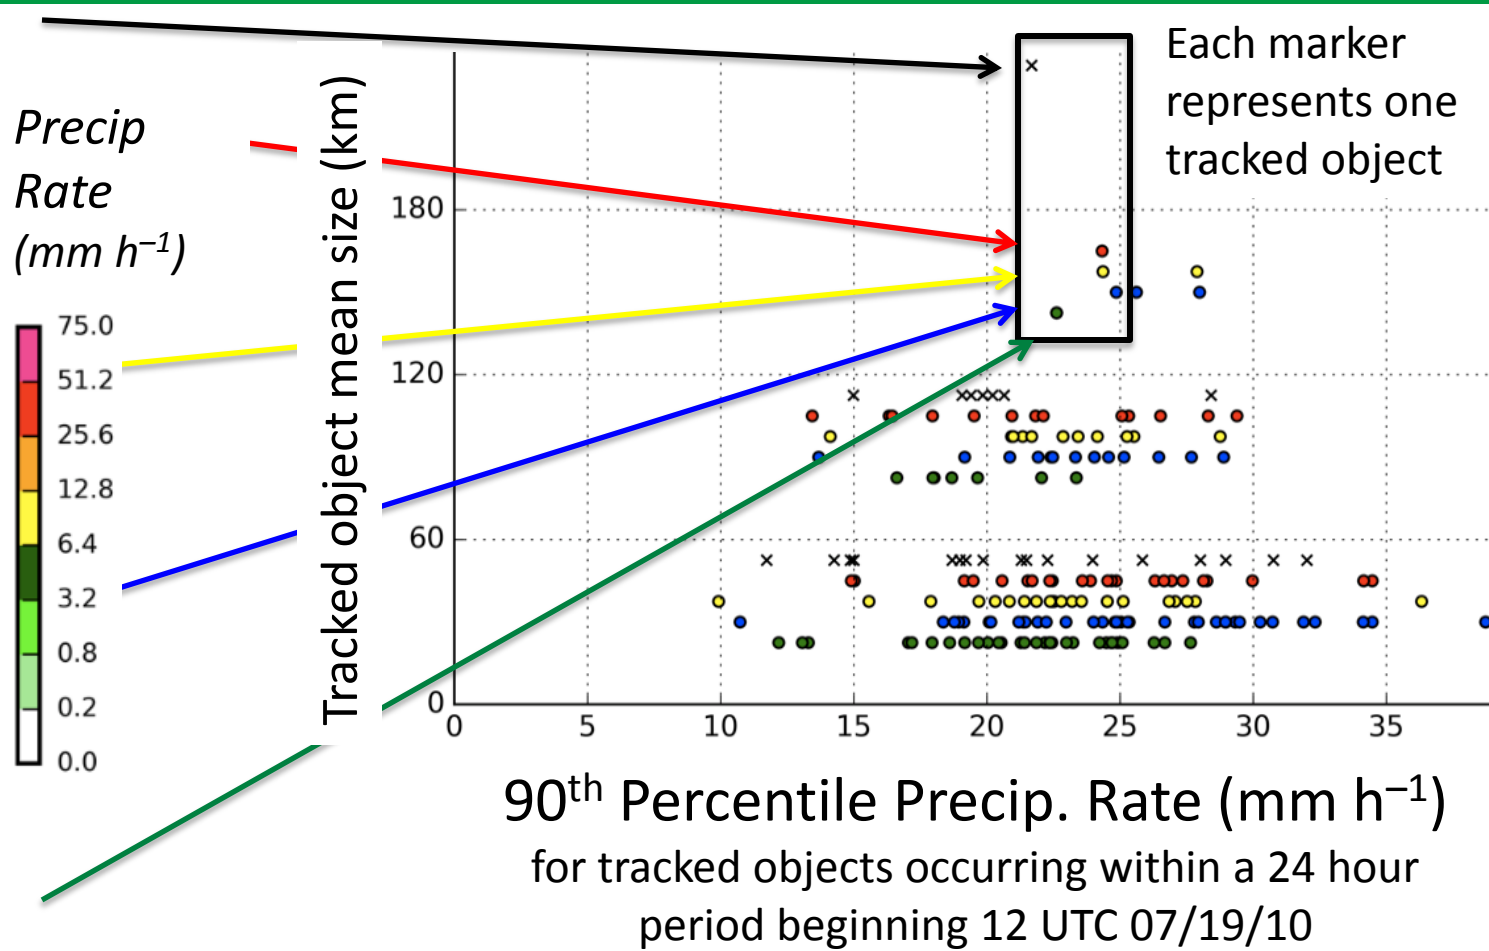 Each marker
represents one
tracked object
Precip
Rate
(mm h⁻¹)
75.0
51.2
25.6
12.8
6.4
3.2
0.8
0.2
0.0
Tracked object mean size (km)
180
120
60
0
0 5 10 15 20 25 30 35
90th Percentile Precip. Rate (mm h⁻¹)
for tracked objects occurring within a 24 hour
period beginning 12 UTC 07/19/10